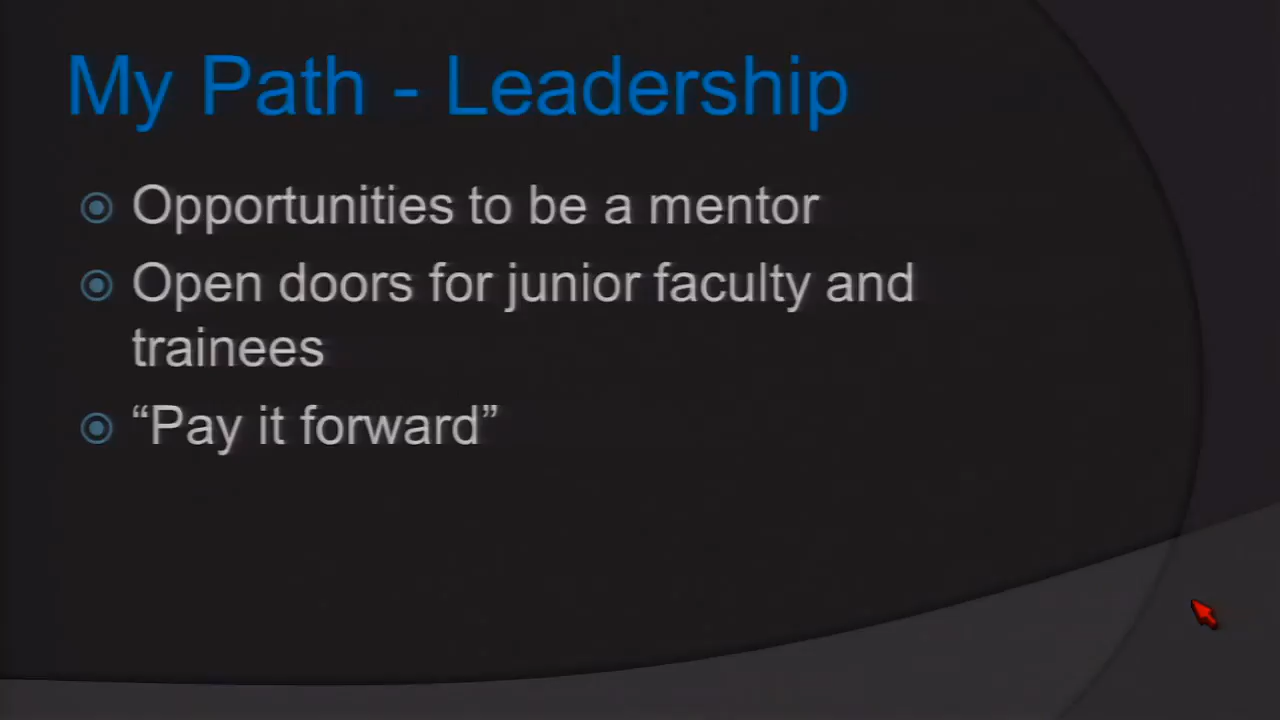 My Path - Leadership
Opportunities to be a mentor
Open doors for junior faculty and
trainees
“Pay it forward”